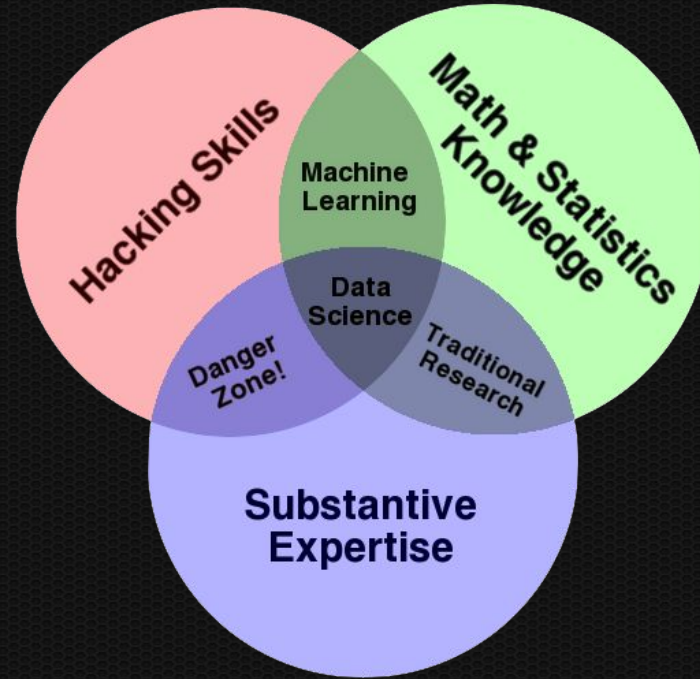 Hacking Skills
Math & Statistics
Knowledge
Machine
Learning
Data
Science
Danger
Zone!
Traditional
Research
Substantive
Expertise